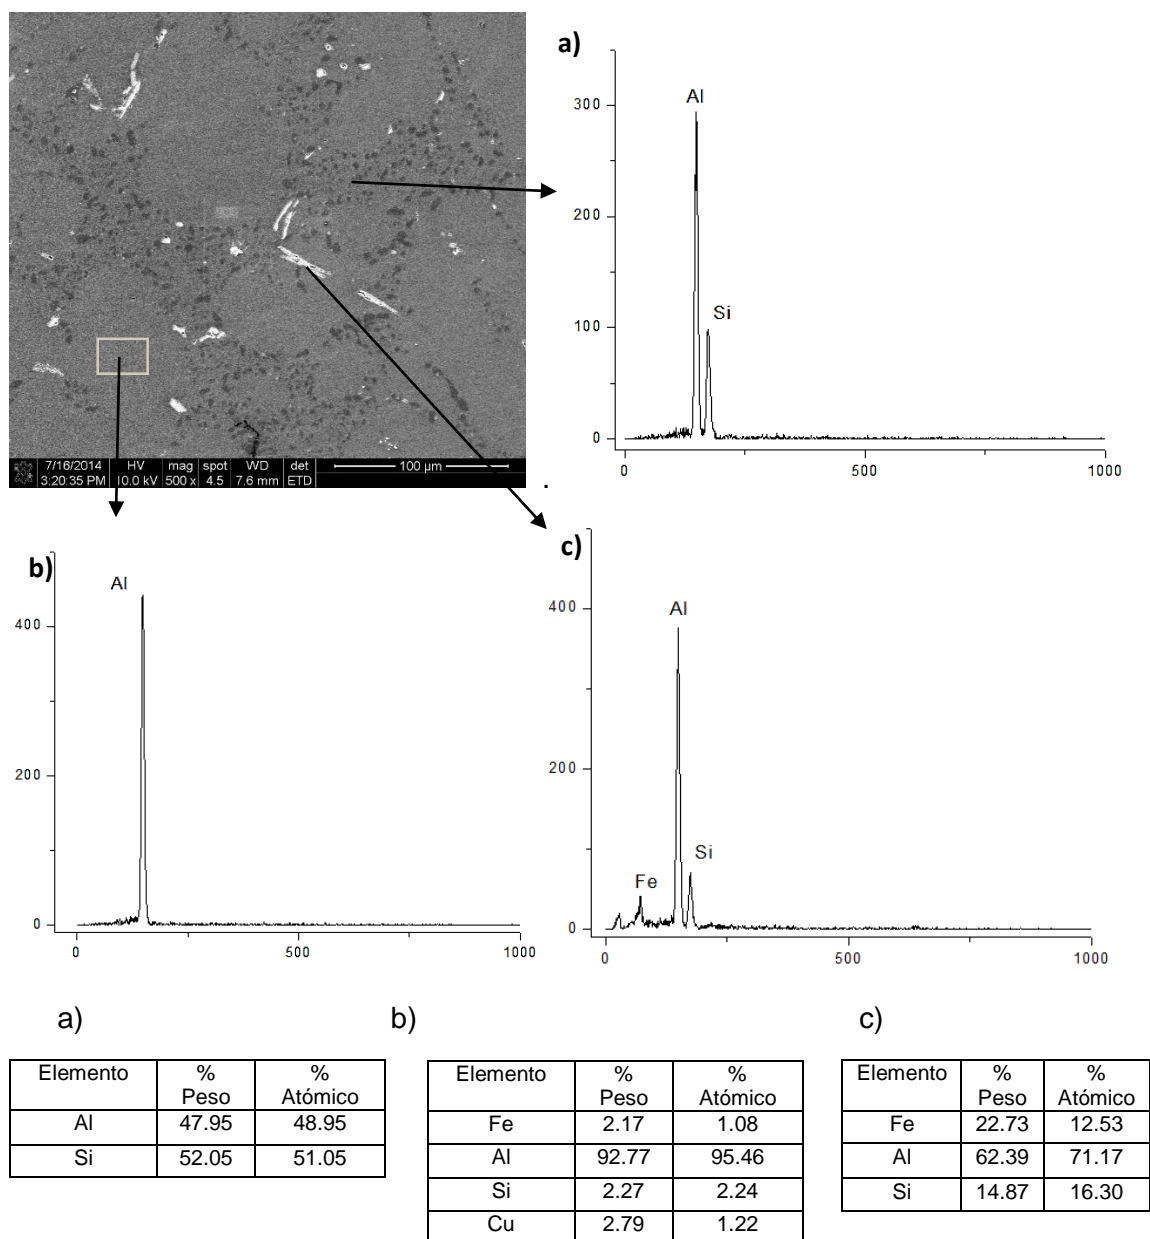 a)
300
Al
200
Si
100
0
0
500
1000
7/16/2014 HV mag spot WD det
3:20:35 PM 10.0 kV 500 x 4.5 7.6 mm ETD
100 µm
.
b)
Al
400
200
0
0
500
1000
c)
400
Al
200
Si
Fe
0
0
500
1000
a)
b)
c)
Elemento % Peso % Atómico
Al 47.95 48.95
Si 52.05 51.05
Elemento % Peso % Atómico
Fe 2.17 1.08
Al 92.77 95.46
Si 2.27 2.24
Cu 2.79 1.22
Elemento % Peso % Atómico
Fe 22.73 12.53
Al 62.39 71.17
Si 14.87 16.30